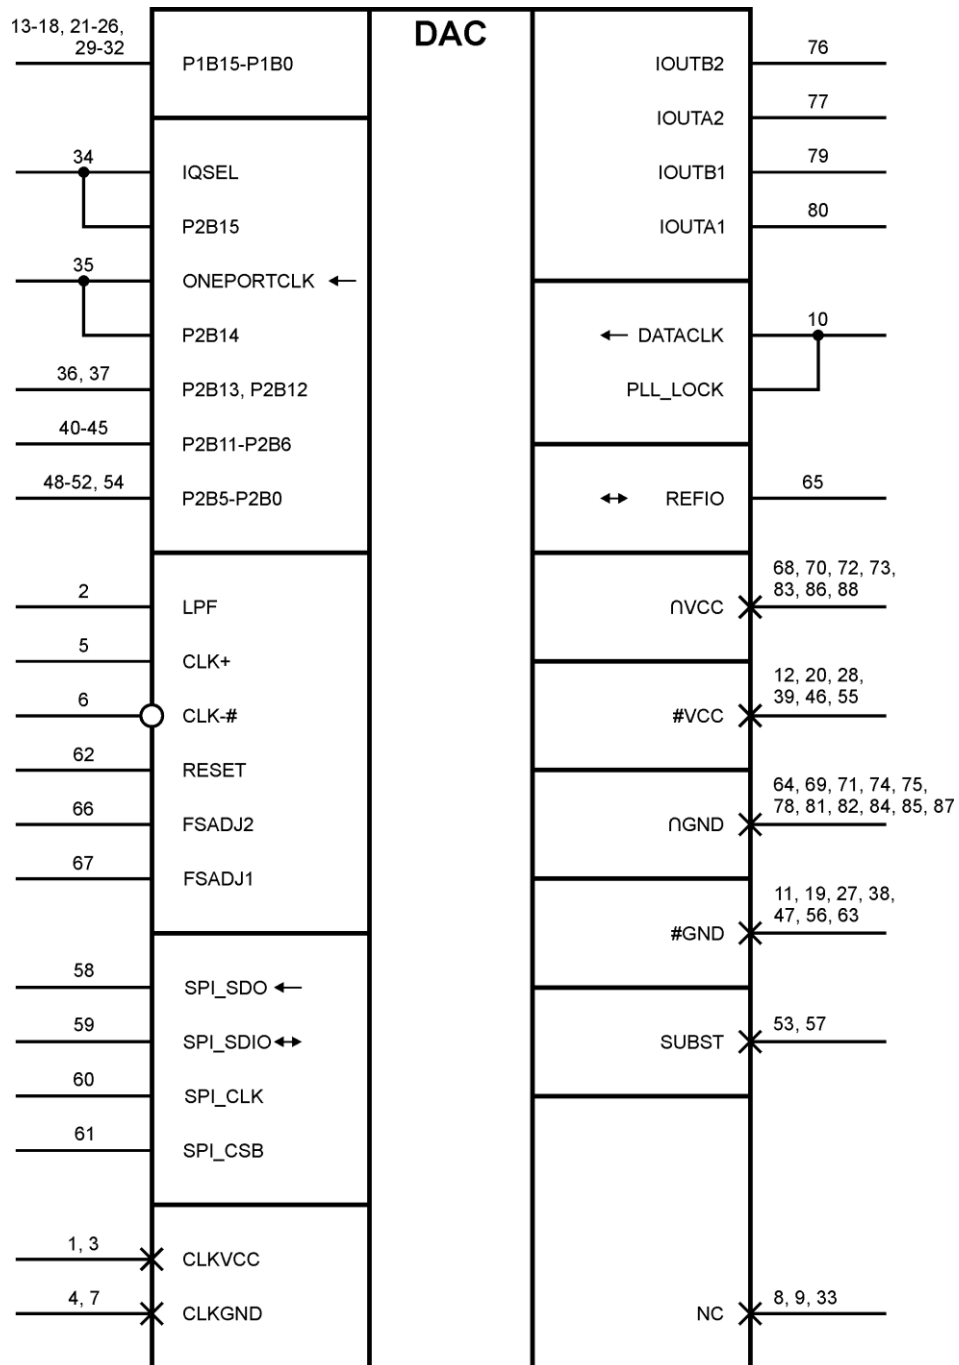 DAC
13-18, 21-26,
29-32
P1B15-P1B0
34
IQSEL
P2B15
35
ONEPORTCLK ←
P2B14
36, 37
P2B13, P2B12
40-45
P2B11-P2B6
48-52, 54
P2B5-P2B0
2
LPF
5
CLK+
6
CLK-#
62
RESET
66
FSADJ2
67
FSADJ1
58
SPI_SDO ←
59
SPI_SDIO ↔
60
SPI_CLK
61
SPI_CSB
1, 3
CLKVCC
4, 7
CLKGND
IOUTB2
76
IOUTA2
77
IOUTB1
79
IOUTA1
80
← DATACLK
10
PLL_LOCK
↔ REFIO
65
∩VCC
68, 70, 72, 73,
83, 86, 88
#VCC
12, 20, 28,
39, 46, 55
∩GND
64, 69, 71, 74, 75,
78, 81, 82, 84, 85, 87
#GND
11, 19, 27, 38,
47, 56, 63
SUBST
53, 57
NC
8, 9, 33